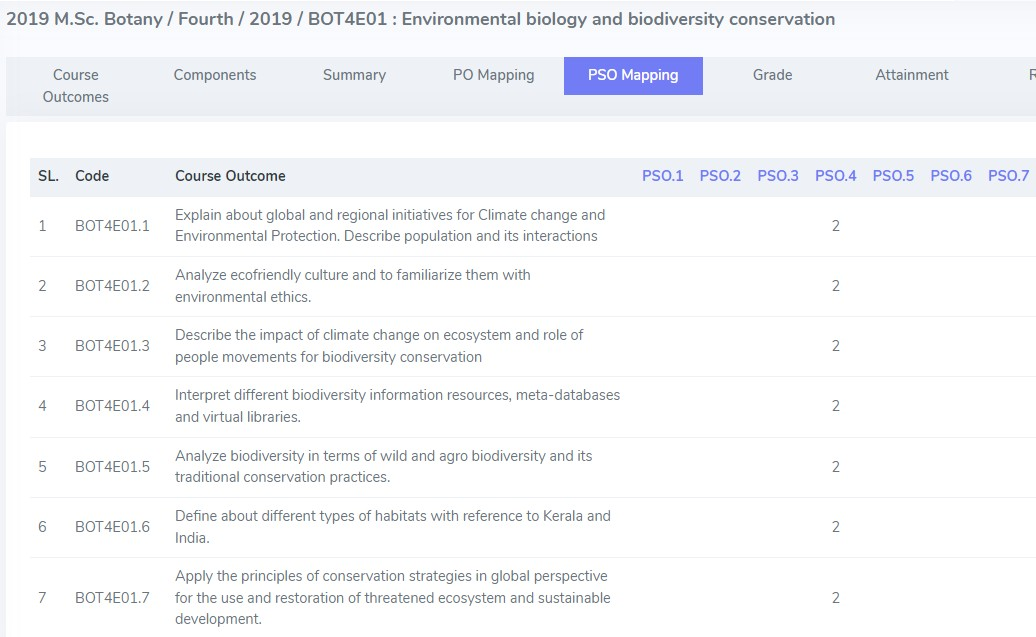 2019 M.Sc. Botany / Fourth / 2019 / BOT4E01 : Environmental biology and biodiversity conservation
Course Outcomes Components Summary PO Mapping PSO Mapping Grade Attainment R
SL. Code Course Outcome PSO.1 PSO.2 PSO.3 PSO.4 PSO.5 PSO.6 PSO.7
1 BOT4E01.1 Explain about global and regional initiatives for Climate change and
Environmental Protection. Describe population and its interactions 2
2 BOT4E01.2 Analyze ecofriendly culture and to familiarize them with
environmental ethics. 2
3 BOT4E01.3 Describe the impact of climate change on ecosystem and role of
people movements for biodiversity conservation 2
4 BOT4E01.4 Interpret different biodiversity information resources, meta-databases
and virtual libraries. 2
5 BOT4E01.5 Analyze biodiversity in terms of wild and agro biodiversity and its
traditional conservation practices. 2
6 BOT4E01.6 Define about different types of habitats with reference to Kerala and
India. 2
7 BOT4E01.7 Apply the principles of conservation strategies in global perspective
for the use and restoration of threatened ecosystem and sustainable 2
development.